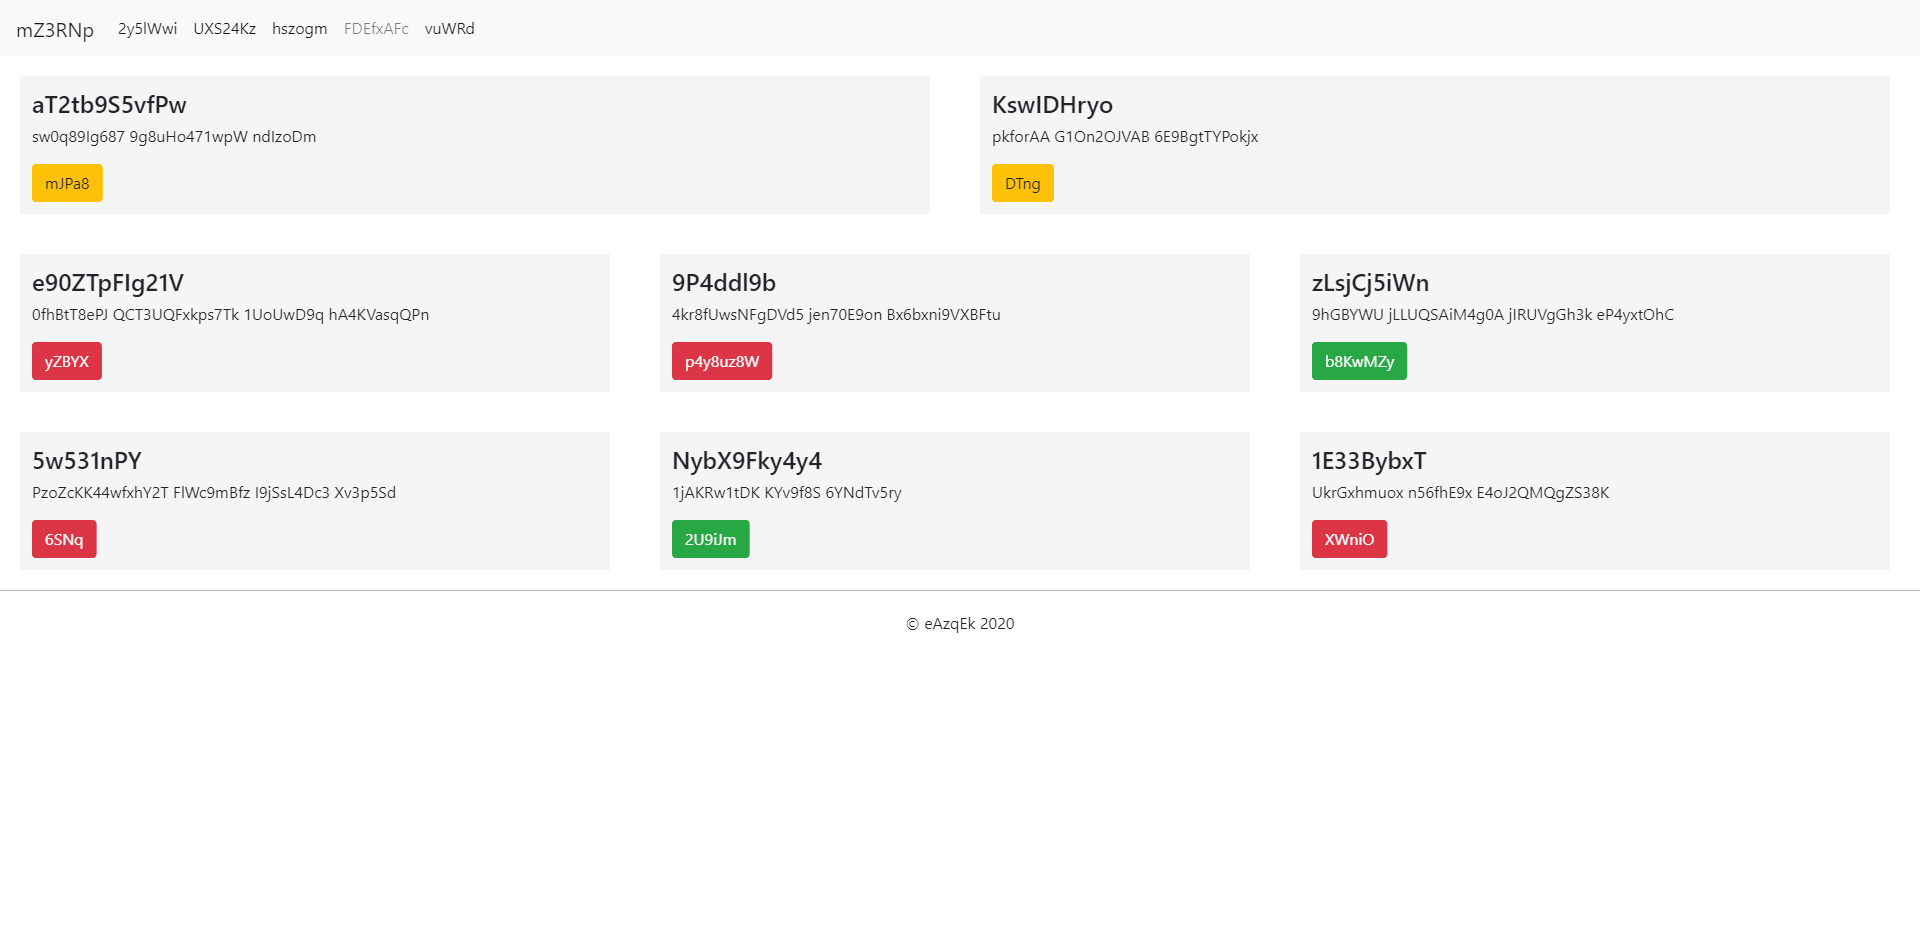 mZ3RNp 2y5lWwi UXS24Kz hszogm FDEfxAFc vuWRd
aT2tb9S5vfPw
sw0q89Ig687 9g8uHo471wpW ndIzoDm
mJPa8
KswIDHryo
pkforAA G1On2OJVAB 6E9BgtTYPokjx
DTng
e90ZTpFIg21V
0fhBtT8ePJ QCT3UQFxkps7Tk 1UoUwD9q hA4KVasqQPn
yZBYX
9P4ddl9b
4kr8fUwsNFgDVd5 jen70E9on Bx6bxni9VXBFtu
p4y8uz8W
zLsjCj5iWn
9hGBYWU jLLUQSAiM4g0A jIRUVgGh3k eP4yxtOhC
b8KwMZy
5w531nPY
PzoZcKK44wfxhY2T FlWc9mBfz I9jSsL4Dc3 Xv3p5Sd
6SNq
NybX9Fky4y4
1jAKRw1tDK KYv9f8S 6YNdTv5ry
2U9iJm
1E33BybxT
UkrGxhmuox n56fhE9x E4oJ2QMQgZS38K
XWniO
© eAzqEk 2020